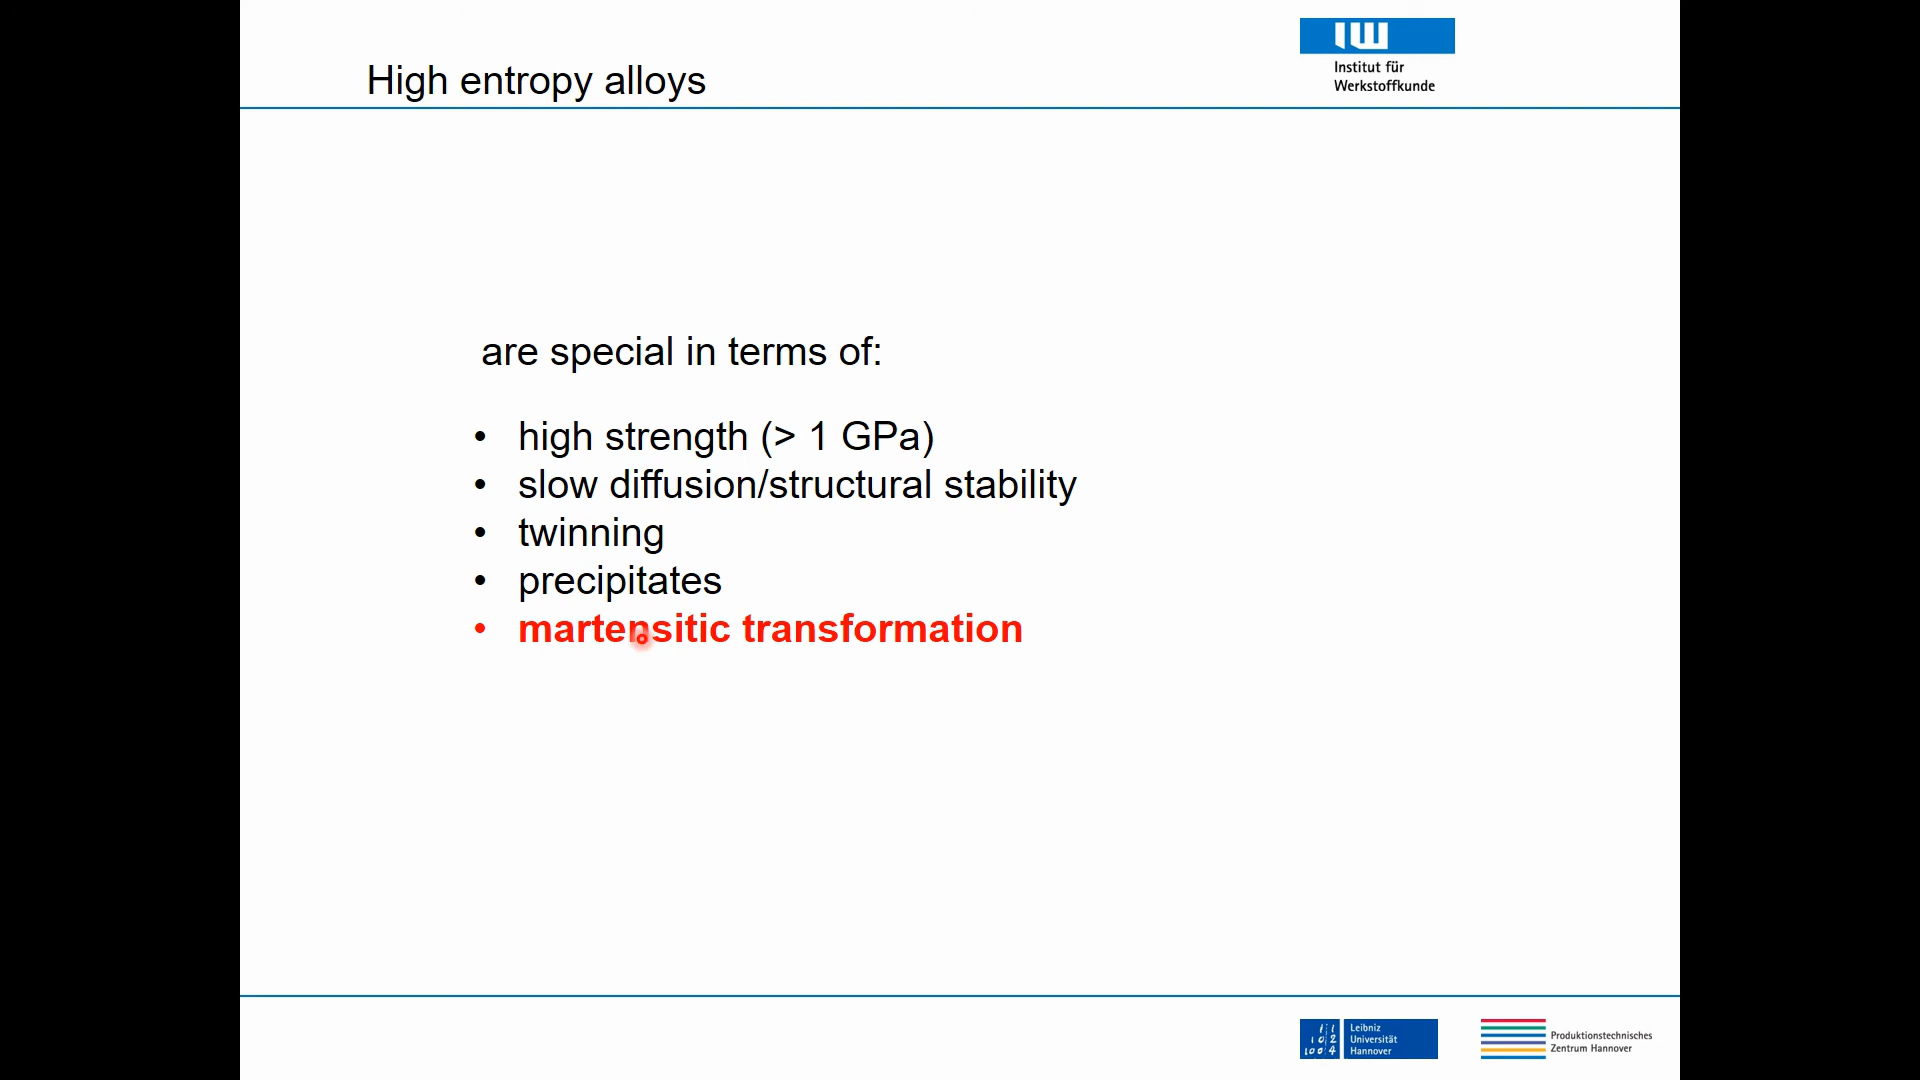 High entropy alloys
IW
Institut für
Werkstoffkunde
are special in terms of:
• high strength (> 1 GPa)
• slow diffusion/structural stability
• twinning
• precipitates
• martensitic transformation
Leibniz
Universität
Hannover
Produktionstechnisches
Zentrum Hannover